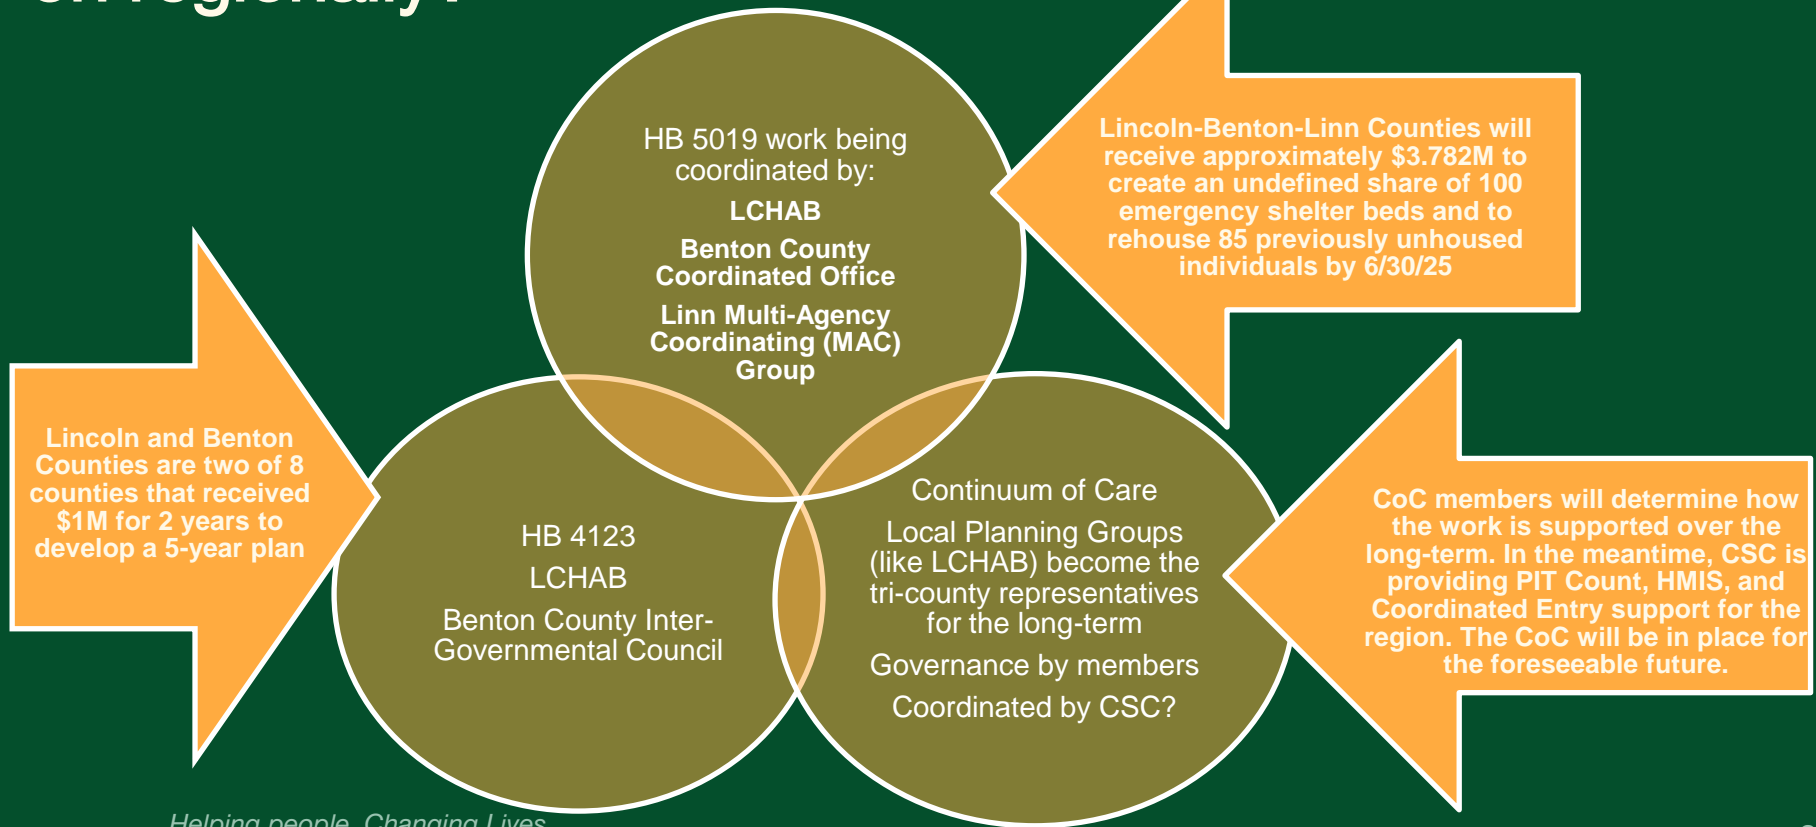 on regionally?
HB 5019 work being
coordinated by:
LCHAB
Benton County
Coordinated Office
Linn Multi-Agency
Coordinating (MAC)
Group
Lincoln-Benton-Linn Counties will
receive approximately $3.782M to
create an undefined share of 100
emergency shelter beds and to
rehouse 85 previously unhoused
individuals by 6/30/25
Lincoln and Benton
Counties are two of 8
counties that received
$1M for 2 years to
develop a 5-year plan
HB 4123
LCHAB
Benton County Inter-
Governmental Council
Continuum of Care
Local Planning Groups
(like LCHAB) become the
tri-county representatives
for the long-term
Governance by members
Coordinated by CSC?
CoC members will determine how
the work is supported over the
long-term. In the meantime, CSC is
providing PIT Count, HMIS, and
Coordinated Entry support for the
region. The CoC will be in place for
the foreseeable future.
Helping people. Changing Lives.